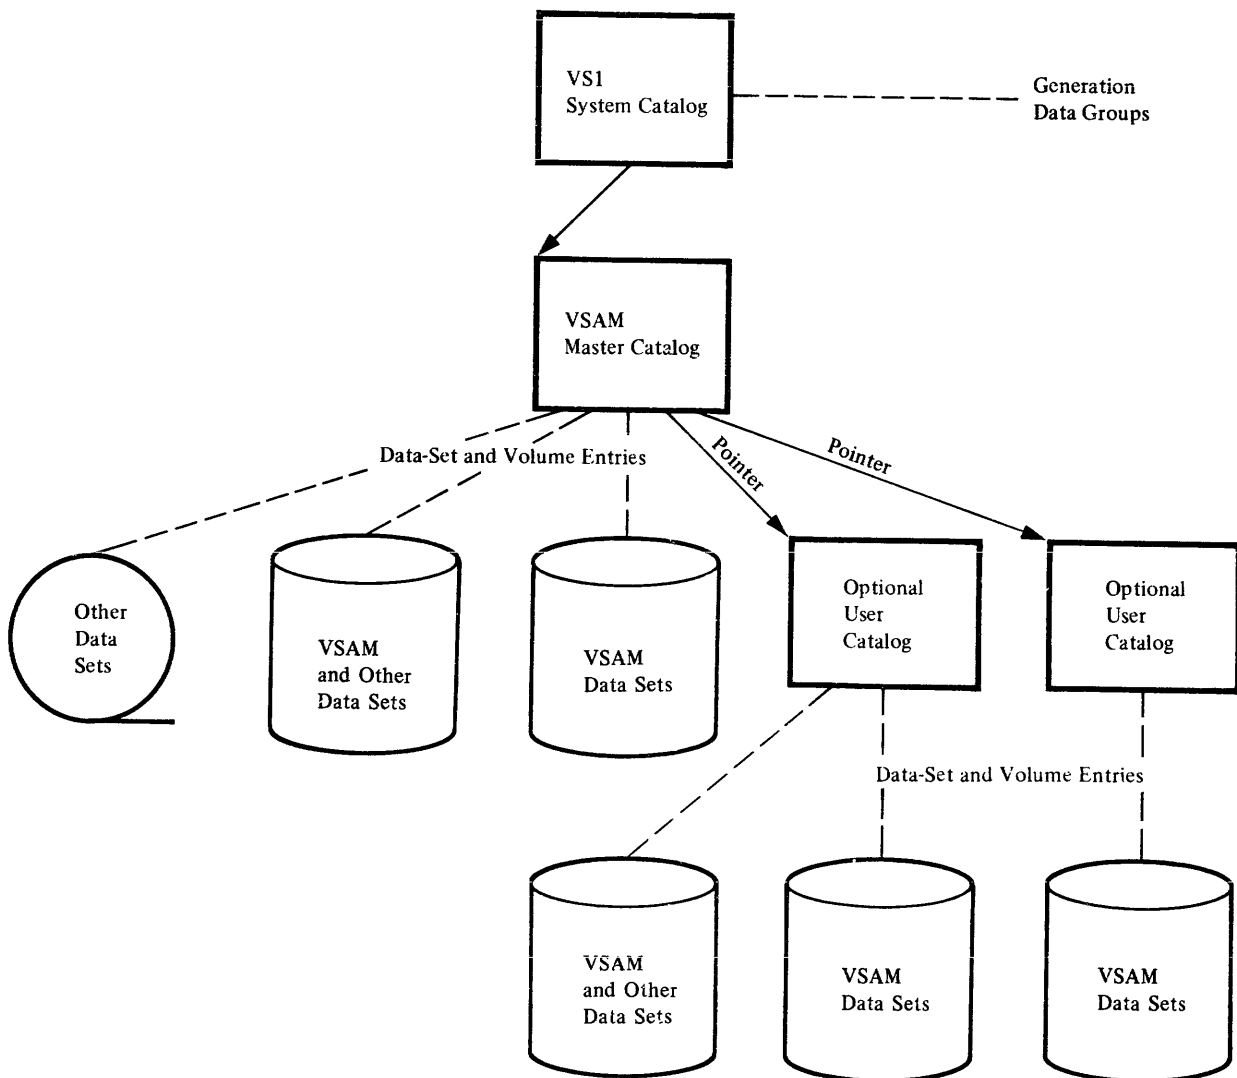 VS1
System Catalog
Generation
Data Groups
VSAM
Master Catalog
Data-Set and Volume Entries
Pointer
Pointer
Other
Data
Sets
VSAM
and Other
Data Sets
VSAM
Data Sets
Optional
User
Catalog
Optional
User
Catalog
Data-Set and Volume Entries
VSAM
and Other
Data Sets
VSAM
Data Sets
VSAM
Data Sets